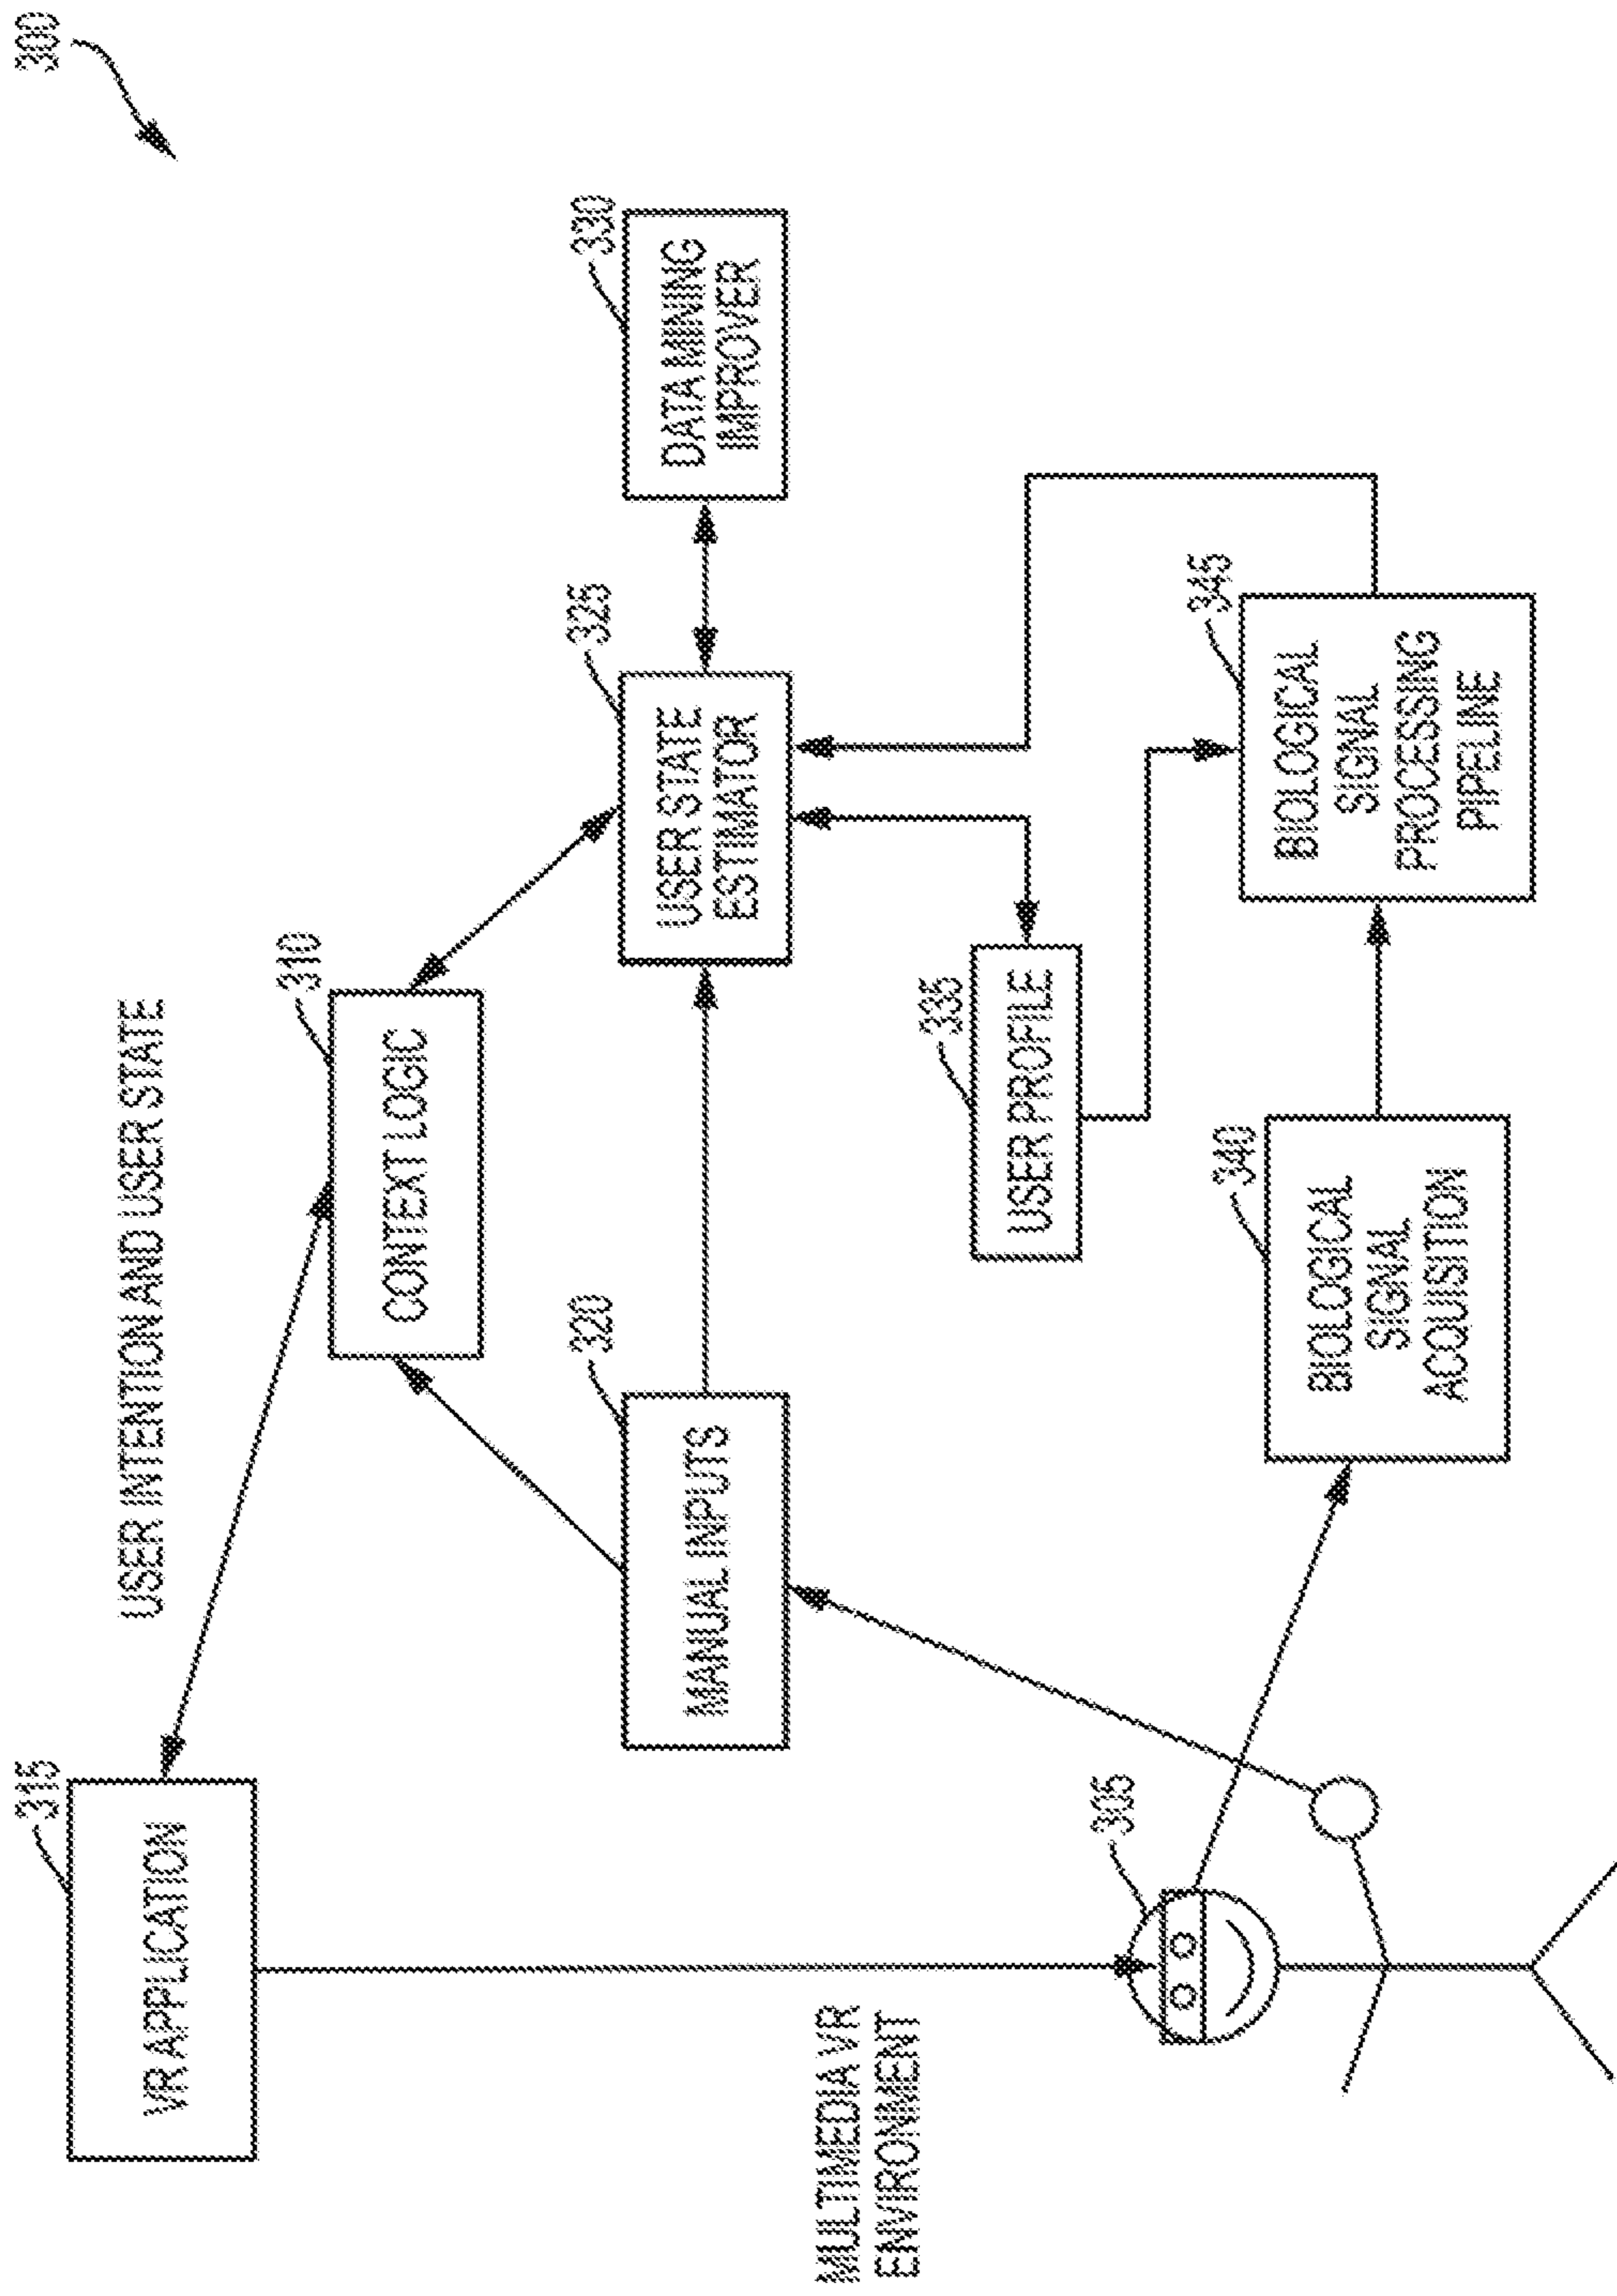 300
315
VR APPLICATION
USER INTENTION AND USER STATE
310
CONTEXT LOGIC
320
MANUAL INPUTS
325
USER STATE
ESTIMATOR
330
DATA MINING
IMPROVER
MULTIMEDIA VR
ENVIRONMENT
335
USER PROFILE
305
340
BIOLOGICAL
SIGNAL
ACQUISITION
345
BIOLOGICAL
SIGNAL
PROCESSING
PIPELINE